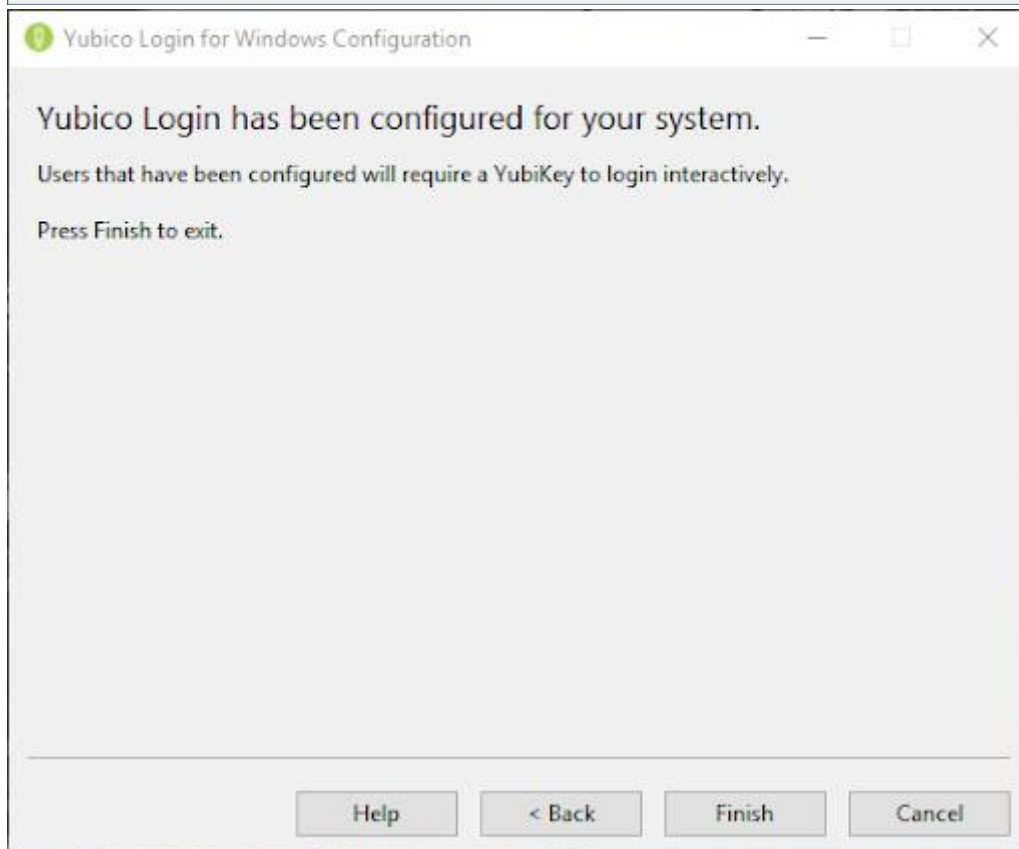 Yubico Login for Windows Configuration
Yubico Login has been configured for your system.
Users that have been configured will require a YubiKey to login interactively.
Press Finish to exit.
Help
< Back
Finish
Cancel